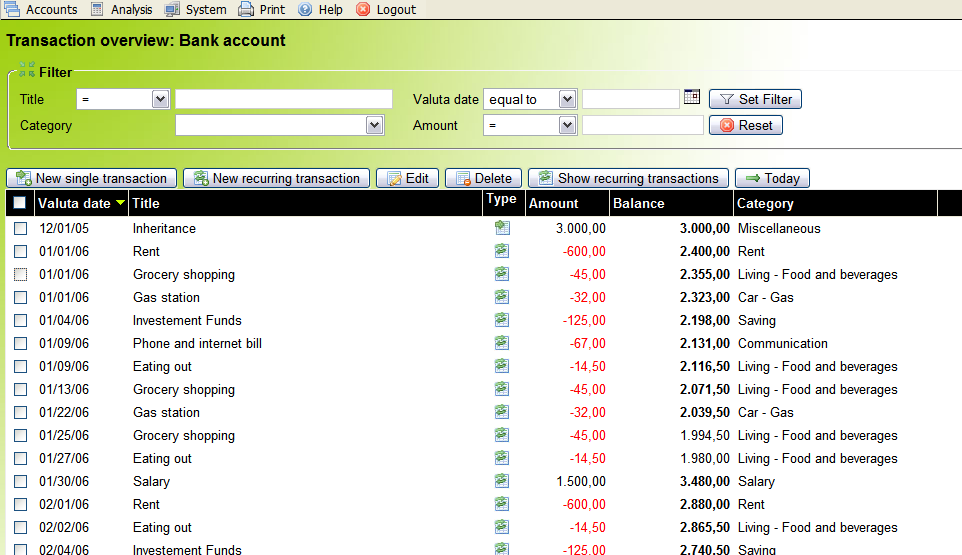 Accounts Analysis System Print Help Logout
Transaction overview: Bank account
Filter
Title = Valuta date equal to Set Filter
Category Amount = Reset
New single transaction New recurring transaction Edit Delete Show recurring transactions Today
Valuta date Title Type Amount Balance Category
12/01/05 Inheritance 3.000,00 3.000,00 Miscellaneous
01/01/06 Rent -600,00 2.400,00 Rent
01/01/06 Grocery shopping -45,00 2.355,00 Living - Food and beverages
01/01/06 Gas station -32,00 2.323,00 Car - Gas
01/04/06 Investement Funds -125,00 2.198,00 Saving
01/09/06 Phone and internet bill -67,00 2.131,00 Communication
01/09/06 Eating out -14,50 2.116,50 Living - Food and beverages
01/13/06 Grocery shopping -45,00 2.071,50 Living - Food and beverages
01/22/06 Gas station -32,00 2.039,50 Car - Gas
01/25/06 Grocery shopping -45,00 1.994,50 Living - Food and beverages
01/27/06 Eating out -14,50 1.980,00 Living - Food and beverages
01/30/06 Salary 1.500,00 3.480,00 Salary
02/01/06 Rent -600,00 2.880,00 Rent
02/02/06 Eating out -14,50 2.865,50 Living - Food and beverages
02/04/06 Investement Funds -125,00 2.740,50 Saving